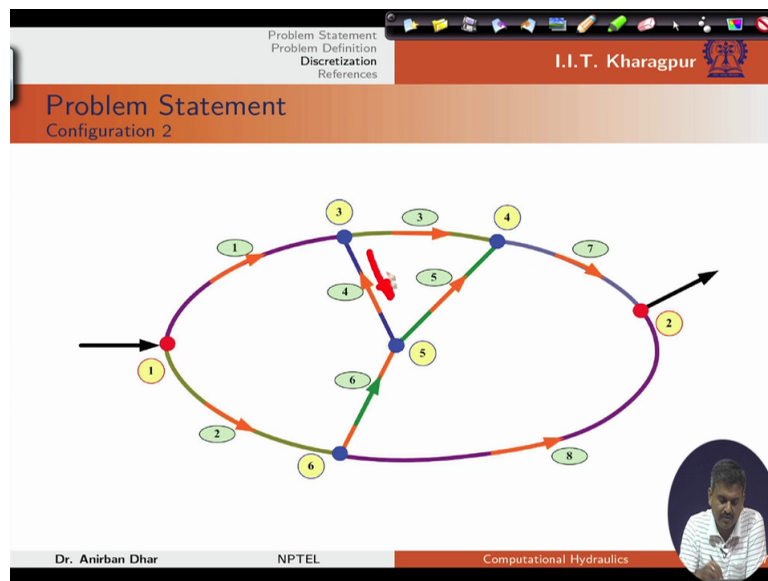 Problem Statement
Problem Definition
Discretization
References
I.I.T. Kharagpur
Problem Statement
Configuration 2
3
3
4
1
7
5
4
2
1
5
6
2
6
8
Dr. Anirban Dhar
NPTEL
Computational Hydraulics